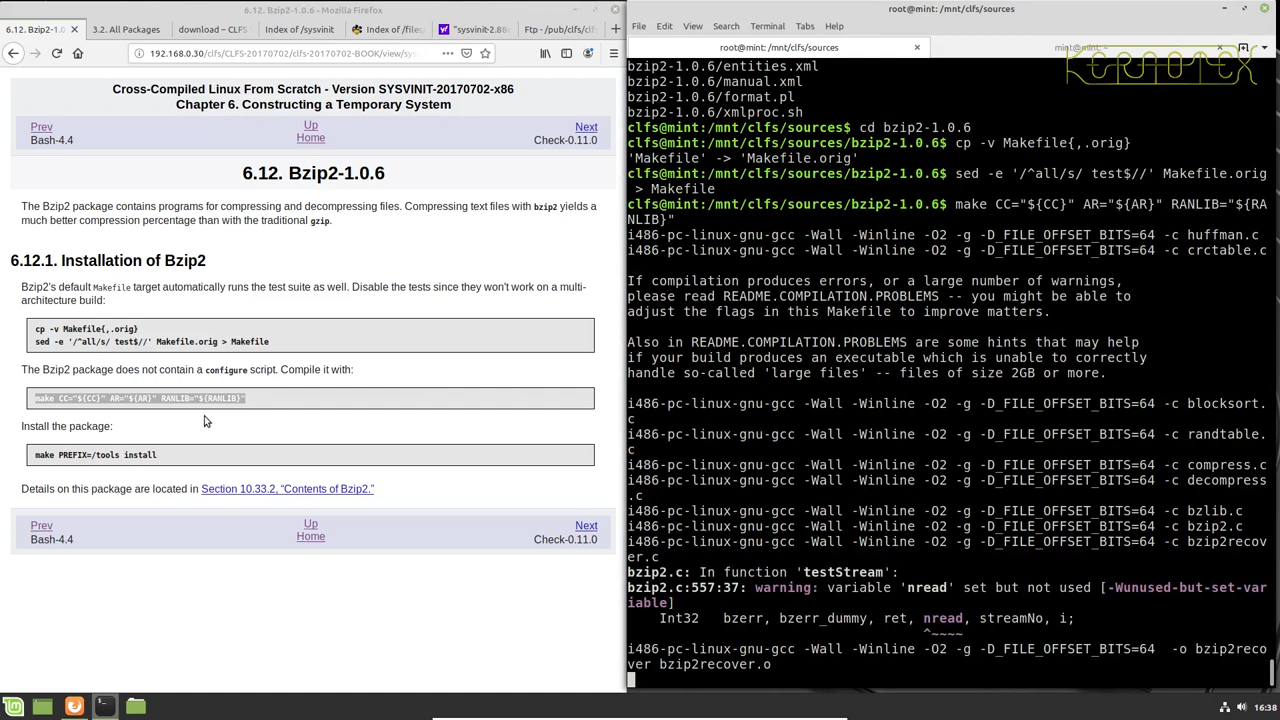 6.12. Bzip2-1.0.6 - Mozilla Firefox
6.12. Bzip2-1.0
3.2. All Packages
download – CLFS
Index of /sysvinit
Index of /files
"sysvinit-2.88
Ftp - /pub/clfs/
192.168.0.30/clfs/CLFS-20170702/clfs-20170702-BOOK/view/sy
Cross-Compiled Linux From Scratch - Version SYSVINIT-20170702-x86
Chapter 6. Constructing a Temporary System
Prev
Up
Next
Bash-4.4
Home
Check-0.11.0
6.12. Bzip2-1.0.6
The Bzip2 package contains programs for compressing and decompressing files. Compressing text files with bzip2 yields a
much better compression percentage than with the traditional gzip.
6.12.1. Installation of Bzip2
Bzip2's default Makefile target automatically runs the test suite as well. Disable the tests since they won't work on a multi-
architecture build:
cp -v Makefile{,.orig}
sed -e '/^all/s/ test$//' Makefile.orig > Makefile
The Bzip2 package does not contain a configure script. Compile it with:
make CC="${CC}" AR="${AR}" RANLIB="${RANLIB}"
Install the package:
make PREFIX=/tools install
Details on this package are located in Section 10.33.2, “Contents of Bzip2.”
Prev
Up
Next
Bash-4.4
Home
Check-0.11.0
root@mint: /mnt/clfs/sources
File Edit View Search Terminal Tabs Help
root@mint: /mnt/clfs/sources
root@mint: ~
KERNOTEX
bzip2-1.0.6/entities.xml
bzip2-1.0.6/manual.xml
bzip2-1.0.6/format.pl
bzip2-1.0.6/xmlproc.sh
clfs@mint:/mnt/clfs/sources$ cd bzip2-1.0.6
clfs@mint:/mnt/clfs/sources/bzip2-1.0.6$ cp -v Makefile{,.orig}
'Makefile' -> 'Makefile.orig'
clfs@mint:/mnt/clfs/sources/bzip2-1.0.6$ sed -e '/^all/s/ test$//' Makefile.orig
> Makefile
clfs@mint:/mnt/clfs/sources/bzip2-1.0.6$ make CC="${CC}" AR="${AR}" RANLIB="${RA
NLIB}"
i486-pc-linux-gnu-gcc -Wall -Winline -O2 -g -D_FILE_OFFSET_BITS=64 -c huffman.c
i486-pc-linux-gnu-gcc -Wall -Winline -O2 -g -D_FILE_OFFSET_BITS=64 -c crctable.c
If compilation produces errors, or a large number of warnings,
please read README.COMPILATION.PROBLEMS -- you might be able to
adjust the flags in this Makefile to improve matters.
Also in README.COMPILATION.PROBLEMS are some hints that may help
if your build produces an executable which is unable to correctly
handle so-called 'large files' -- files of size 2GB or more.
i486-pc-linux-gnu-gcc -Wall -Winline -O2 -g -D_FILE_OFFSET_BITS=64 -c blocksort.
c
i486-pc-linux-gnu-gcc -Wall -Winline -O2 -g -D_FILE_OFFSET_BITS=64 -c randtable.
c
i486-pc-linux-gnu-gcc -Wall -Winline -O2 -g -D_FILE_OFFSET_BITS=64 -c compress.c
i486-pc-linux-gnu-gcc -Wall -Winline -O2 -g -D_FILE_OFFSET_BITS=64 -c decompress
.c
i486-pc-linux-gnu-gcc -Wall -Winline -O2 -g -D_FILE_OFFSET_BITS=64 -c bzlib.c
i486-pc-linux-gnu-gcc -Wall -Winline -O2 -g -D_FILE_OFFSET_BITS=64 -c bzip2.c
i486-pc-linux-gnu-gcc -Wall -Winline -O2 -g -D_FILE_OFFSET_BITS=64 -c bzip2recov
er.c
bzip2.c: In function 'testStream':
bzip2.c:557:37: warning: variable 'nread' set but not used [-Wunused-but-set-var
iable]
Int32 bzerr, bzerr_dummy, ret, nread, streamNo, i;
^~~~~
i486-pc-linux-gnu-gcc -Wall -Winline -O2 -g -D_FILE_OFFSET_BITS=64 -o bzip2reco
ver bzip2recover.o
16:38